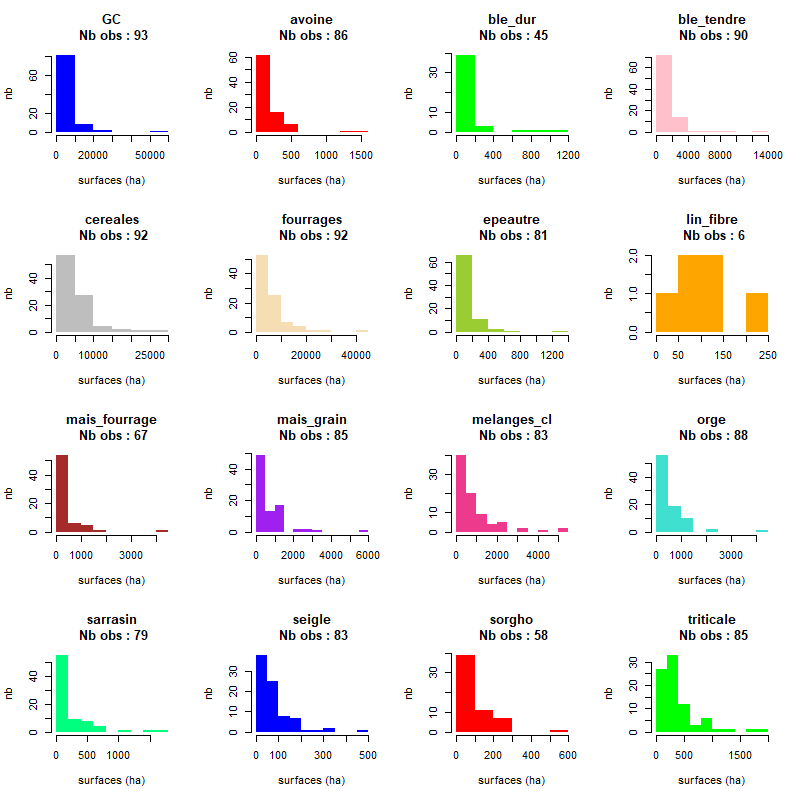 GC
Nb obs : 93
nb
0 20 60
0 20000 50000
surfaces (ha)
avoine
Nb obs : 86
nb
0 20 40 60
0 500 1000 1500
surfaces (ha)
ble_dur
Nb obs : 45
nb
0 10 30
0 400 800 1200
surfaces (ha)
ble_tendre
Nb obs : 90
nb
0 20 40 60
0 4000 8000 14000
surfaces (ha)
cereales
Nb obs : 92
nb
0 20 40
0 10000 25000
surfaces (ha)
fourrages
Nb obs : 92
nb
0 20 40
0 20000 40000
surfaces (ha)
epeautre
Nb obs : 81
nb
0 20 40 60
0 400 800 1400
surfaces (ha)
lin_fibre
Nb obs : 6
nb
0.0 1.0 2.0
0 50 150 250
surfaces (ha)
mais_fourrage
Nb obs : 67
nb
0 20 40
0 1000 3000
surfaces (ha)
mais_grain
Nb obs : 85
nb
0 20 40
0 2000 4000 6000
surfaces (ha)
melanges_cl
Nb obs : 83
nb
0 10 30
0 2000 4000
surfaces (ha)
orge
Nb obs : 88
nb
0 20 40
0 1000 3000
surfaces (ha)
sarrasin
Nb obs : 79
nb
0 20 40
0 500 1000
surfaces (ha)
seigle
Nb obs : 83
nb
0 10 20 30
0 100 300 500
surfaces (ha)
sorgho
Nb obs : 58
nb
0 10 30
0 200 400 600
surfaces (ha)
triticale
Nb obs : 85
nb
0 10 20 30
0 500 1500
surfaces (ha)